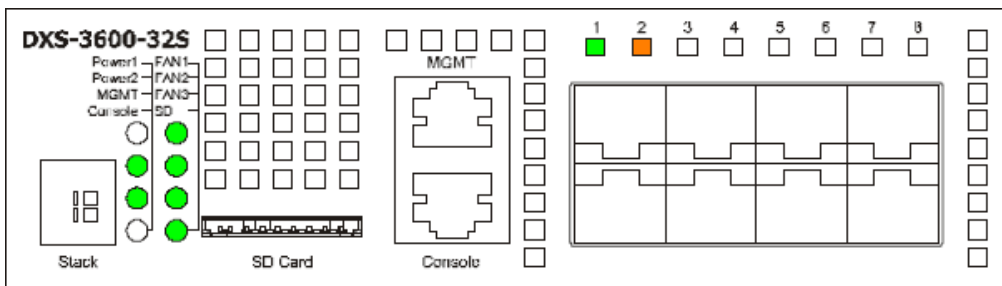 DXS-3600-32S
Power1 FAN1
Power2 FAN2
MGMT FAN3
Console SD
MGMT
1 2 3 4 5 6 7 8
Stack
SD Card
Console